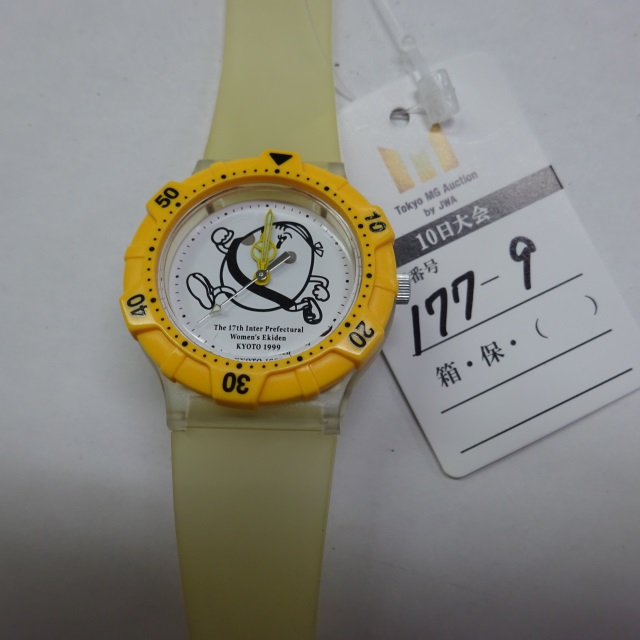 50
10
40
20
30
The 17th Inter Prefectural
Women's Ekiden
KYOTO 1999
Tokyo MG Auction
by JWA
10日大会
番号
177-9
箱・保・( )